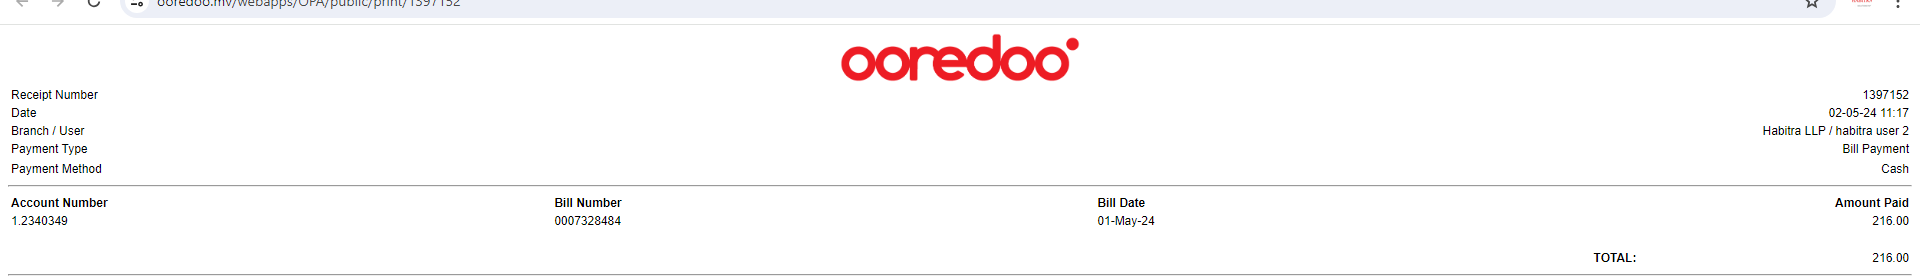 ooredoo.mv/webapps/OPA/public/print/1397152
ooredoo
Receipt Number 1397152
Date 02-05-24 11:17
Branch / User Habitra LLP / habitra user 2
Payment Type Bill Payment
Payment Method Cash
Account Number Bill Number Bill Date Amount Paid
1.2340349 0007328484 01-May-24 216.00
TOTAL: 216.00